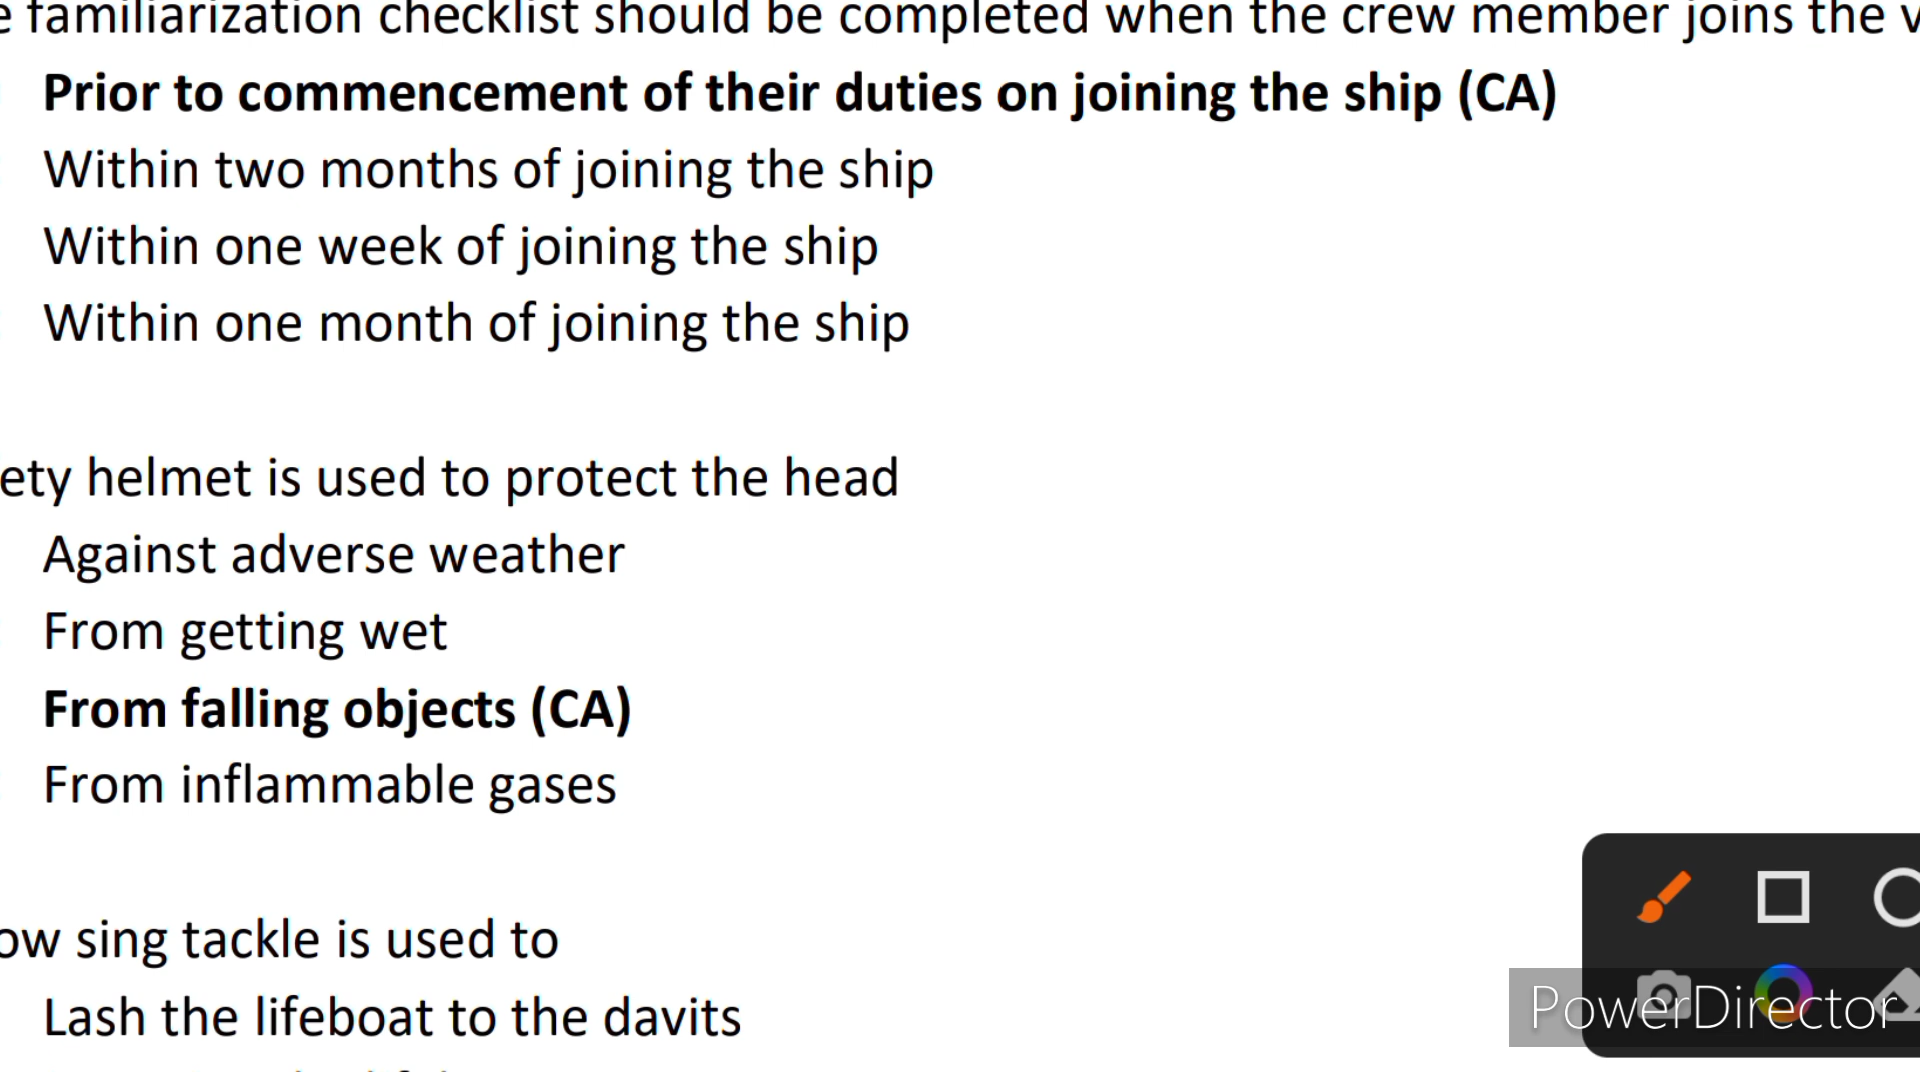 familiarization checklist should be completed when the crew member joins the
Prior to commencement of their duties on joining the ship (CA)
Within two months of joining the ship
Within one week of joining the ship
Within one month of joining the ship
ety helmet is used to protect the head
Against adverse weather
From getting wet
From falling objects (CA)
From inflammable gases
ow sing tackle is used to
Lash the lifeboat to the davits
PowerDirector